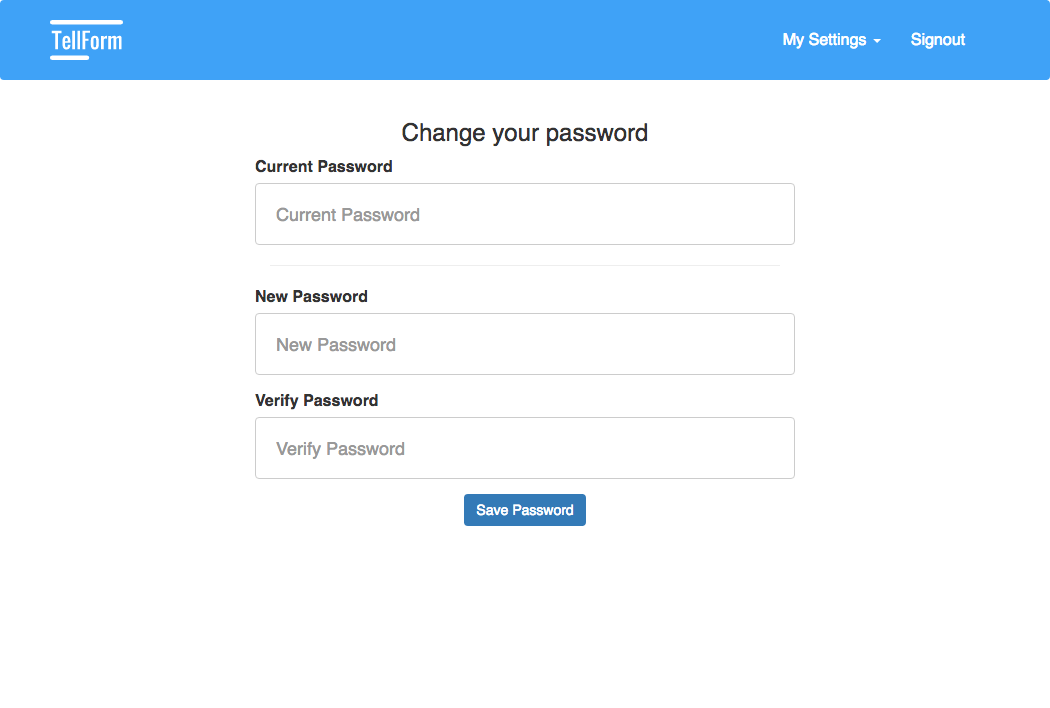 TellForm
My Settings
Signout
Change your password
Current Password
Current Password
New Password
New Password
Verify Password
Verify Password
Save Password